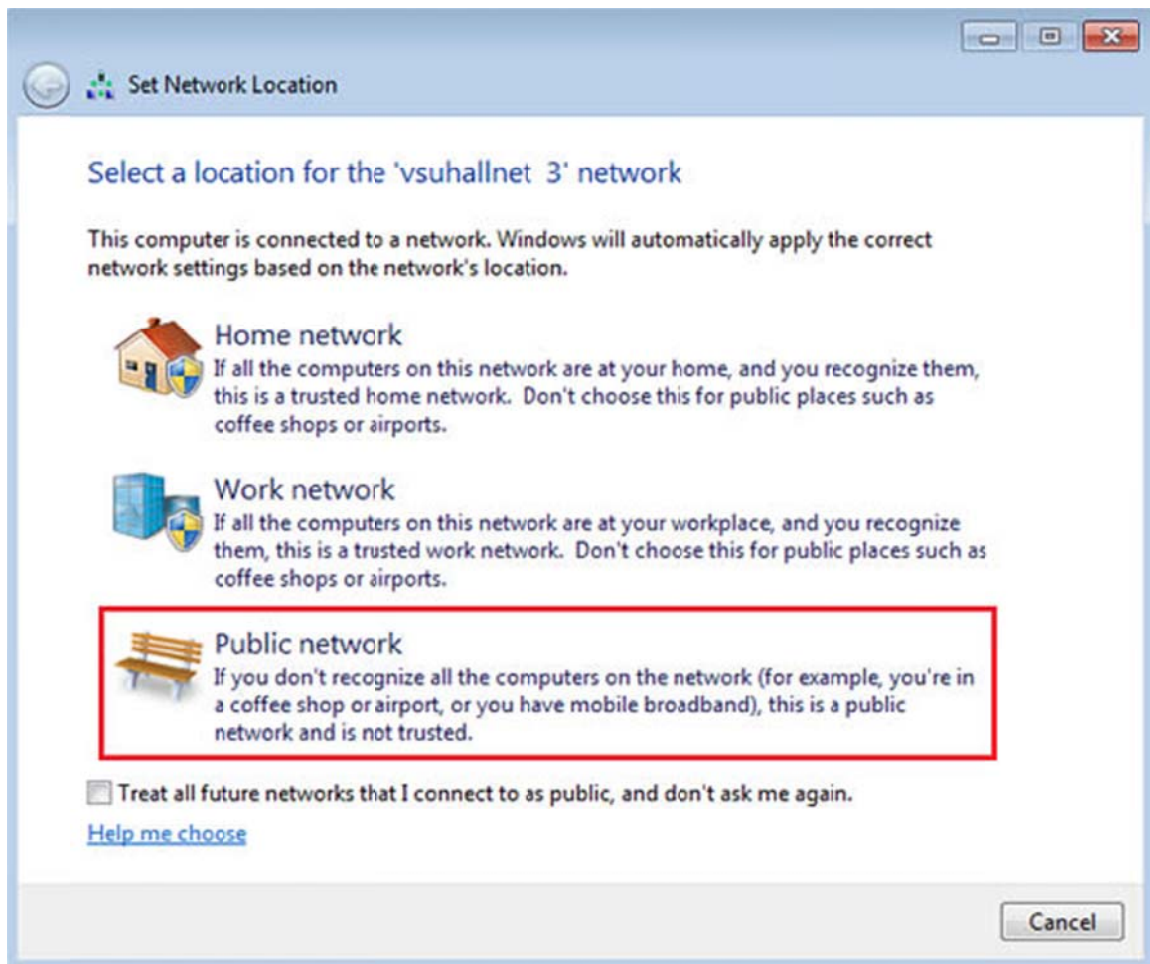 Set Network Location
Select a location for the 'vsuhallnet 3' network
This computer is connected to a network. Windows will automatically apply the correct
network settings based on the network's location.
Home network
If all the computers on this network are at your home, and you recognize them,
this is a trusted home network. Don't choose this for public places such as
coffee shops or airports.
Work network
If all the computers on this network are at your workplace, and you recognize
them, this is a trusted work network. Don't choose this for public places such as
coffee shops or airports.
Public network
If you don't recognize all the computers on the network (for example, you're in
a coffee shop or airport, or you have mobile broadband), this is a public
network and is not trusted.
Treat all future networks that I connect to as public, and don't ask me again.
Help me choose
Cancel